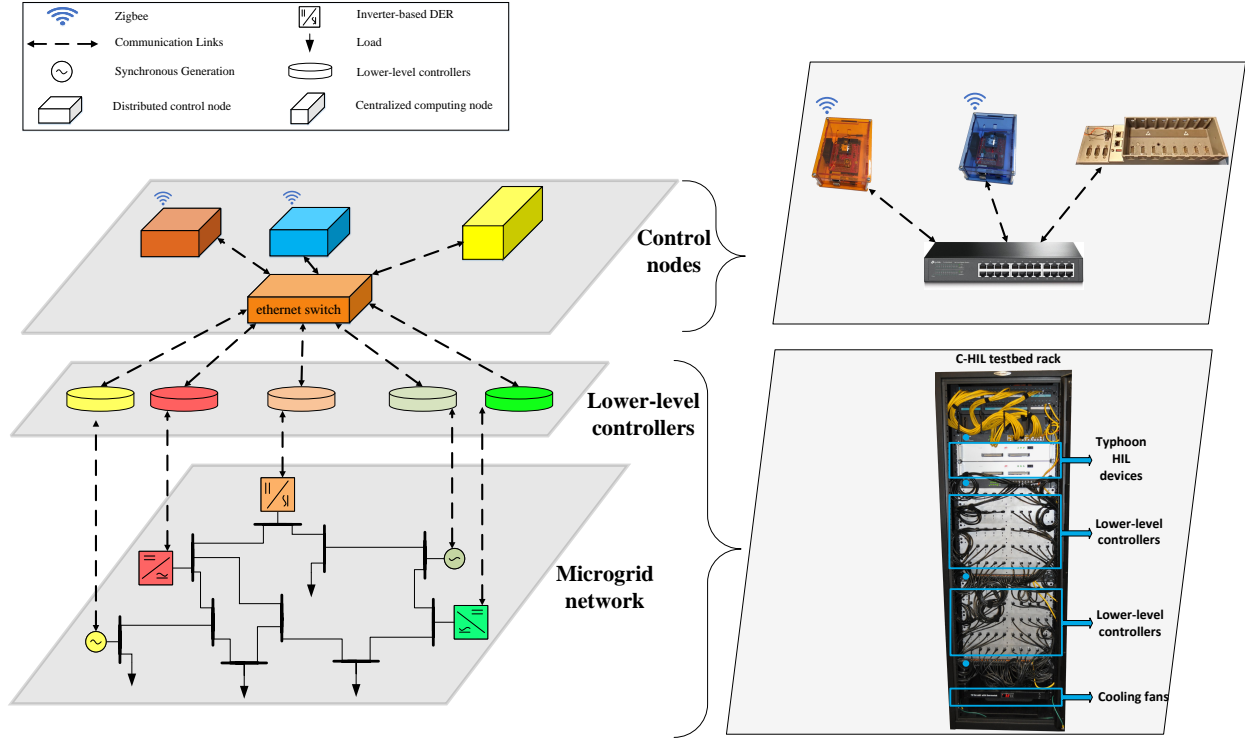 Zigbee
Inverter-based DER
Communication Links
Load
Synchronous Generation
Lower-level controllers
Distributed control node
Centralized computing node
ethernet switch
Control
nodes
Lower-level
controllers
Microgrid
network
C-HIL testbed rack
Typhoon
HIL
devices
Lower-level
controllers
Lower-level
controllers
Cooling fans